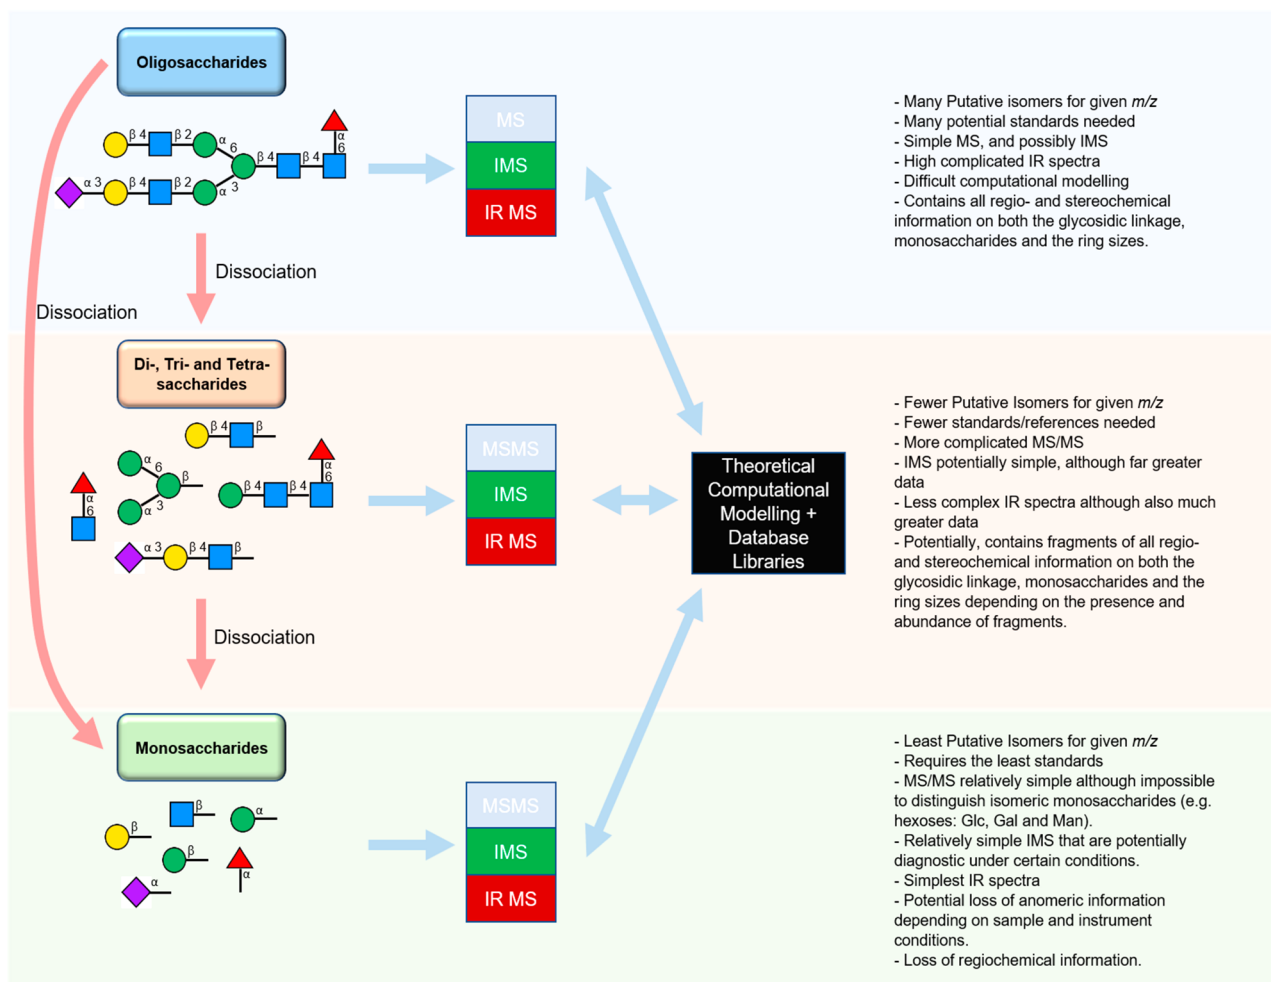 Oligosaccharides
β 4
β 2
α
6
α 3
β 4
β 2
α
3
β 4
β 4
α
6
MS
IMS
IR MS
- Many Putative isomers for given m/z
- Many potential standards needed
- Simple MS, and possibly IMS
- High complicated IR spectra
- Difficult computational modelling
- Contains all regio- and stereochemical
information on both the glycosidic linkage,
monosaccharides and the ring sizes.
Dissociation
Dissociation
Di-, Tri- and Tetra-
saccharides
β 4
β
α
6
α
3
β
β 4
β 4
α
6
α
6
α 3
β 4
β
MSMS
IMS
IR MS
Theoretical
Computational
Modelling +
Database
Libraries
- Fewer Putative Isomers for given m/z
- Fewer standards/references needed
- More complicated MS/MS
- IMS potentially simple, although far greater
data
- Less complex IR spectra although also much
greater data
- Potentially, contains fragments of all regio-
and stereochemical information on both the
glycosidic linkage, monosaccharides and the
ring sizes depending on the presence and
abundance of fragments.
Dissociation
Monosaccharides
β
α
β
β
α
α
MSMS
IMS
IR MS
- Least Putative Isomers for given m/z
- Requires the least standards
- MS/MS relatively simple although impossible
to distinguish isomeric monosaccharides (e.g.
hexoses: Glc, Gal and Man).
- Relatively simple IMS that are potentially
diagnostic under certain conditions.
- Simplest IR spectra
- Potential loss of anomeric information
depending on sample and instrument
conditions.
- Loss of regiochemical information.